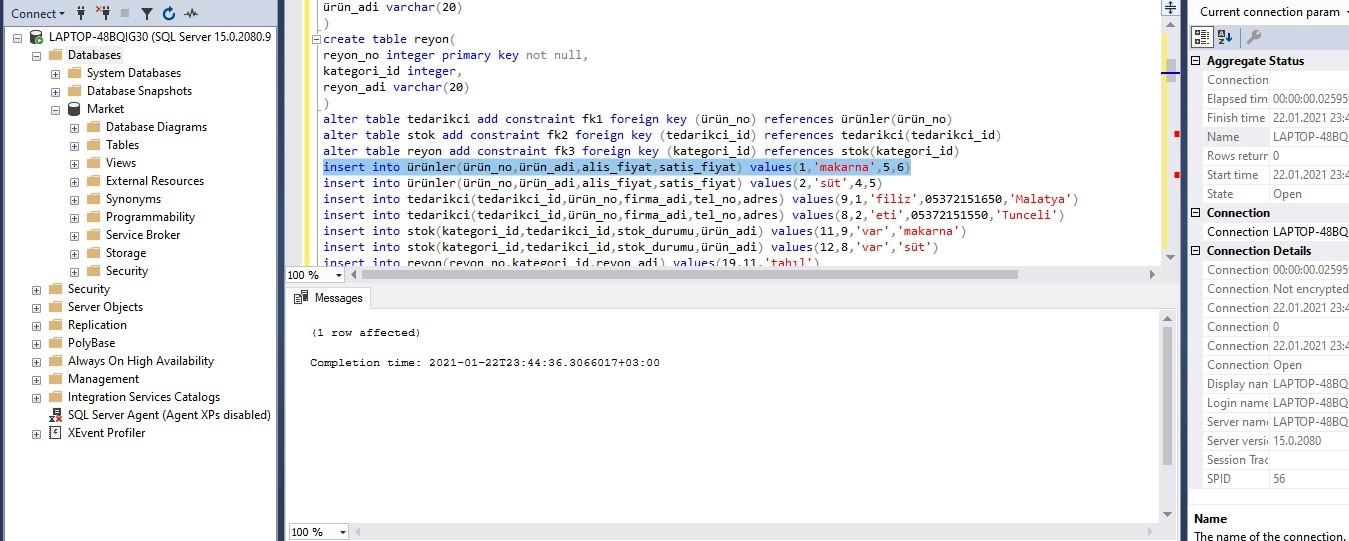 Connect
LAPTOP-48BQIG30 (SQL Server 15.0.2080.9
Databases
System Databases
Database Snapshots
Market
Database Diagrams
Tables
Views
External Resources
Synonyms
Programmability
Service Broker
Storage
Security
Security
Server Objects
Replication
PolyBase
Always On High Availability
Management
Integration Services Catalogs
SQL Server Agent (Agent XPs disabled)
XEvent Profiler
ürün_adi varchar(20)
)
create table reyon(
reyon_no integer primary key not null,
kategori_id integer,
reyon_adi varchar(20)
)
alter table tedarikci add constraint fk1 foreign key (ürün_no) references ürünler(ürün_no)
alter table stok add constraint fk2 foreign key (tedarikci_id) references tedarikci(tedarikci_id)
alter table reyon add constraint fk3 foreign key (kategori_id) references stok(kategori_id)
insert into ürünler(ürün_no,ürün_adi,alis_fiyat,satis_fiyat) values(1,'makarna',5,6)
insert into ürünler(ürün_no,ürün_adi,alis_fiyat,satis_fiyat) values(2,'süt',4,5)
insert into tedarikci(tedarikci_id,ürün_no,firma_adi,tel_no,adres) values(9,1,'filiz',05372151650,'Malatya')
insert into tedarikci(tedarikci_id,ürün_no,firma_adi,tel_no,adres) values(8,2,'eti',05372151550,'Tunceli')
insert into stok(kategori_id,tedarikci_id,stok_durumu,ürün_adi) values(11,9,'var','makarna')
insert into stok(kategori_id,tedarikci_id,stok_durumu,ürün_adi) values(12,8,'var','süt')
insert into reyon(reyon_no,kategori_id,reyon_adi) values(19,11,'tahıl')
100 %
Messages
(1 row affected)
Completion time: 2021-01-22T23:44:36.3066017+03:00
100 %
Current connection param
Aggregate Status
Connection
Elapsed tim 00:00:00.02595
Finish time 22.01.2021 23:4
Name LAPTOP-48BQ
Rows return 0
Start time 22.01.2021 23:4
State Open
Connection
Connection LAPTOP-48BQ
Connection Details
Connection 00:00:00.02595
Connection Not encrypted
Connection 22.01.2021 23:4
Connection 0
Connection 22.01.2021 23:4
Connection Open
Display nam LAPTOP-48BQ
Login name LAPTOP-48BQ
Server name LAPTOP-48BQ
Server versi 15.0.2080
Session Trac
SPID 56
Name
The name of the connection.